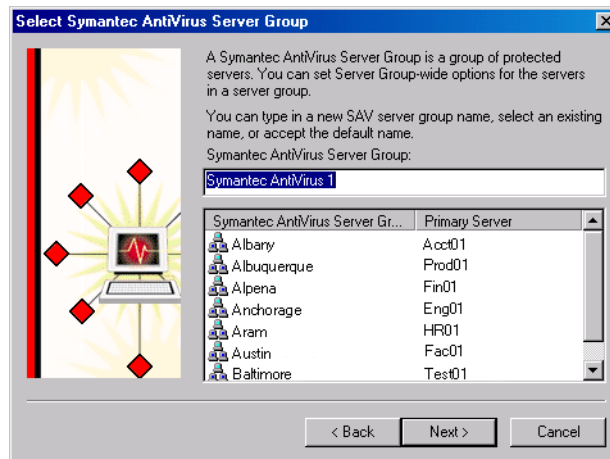 Select Symantec AntiVirus Server Group
A Symantec AntiVirus Server Group is a group of protected
servers. You can set Server Group-wide options for the servers
in a server group.
You can type in a new SAV server group name, select an existing
name, or accept the default name.
Symantec AntiVirus Server Group:
Symantec AntiVirus 1
Symantec AntiVirus Server Gr... Primary Server
Albany Acct01
Albuquerque Prod01
Alpena Fin01
Anchorage Eng01
Aram HR01
Austin Fac01
Baltimore Test01
< Back Next > Cancel